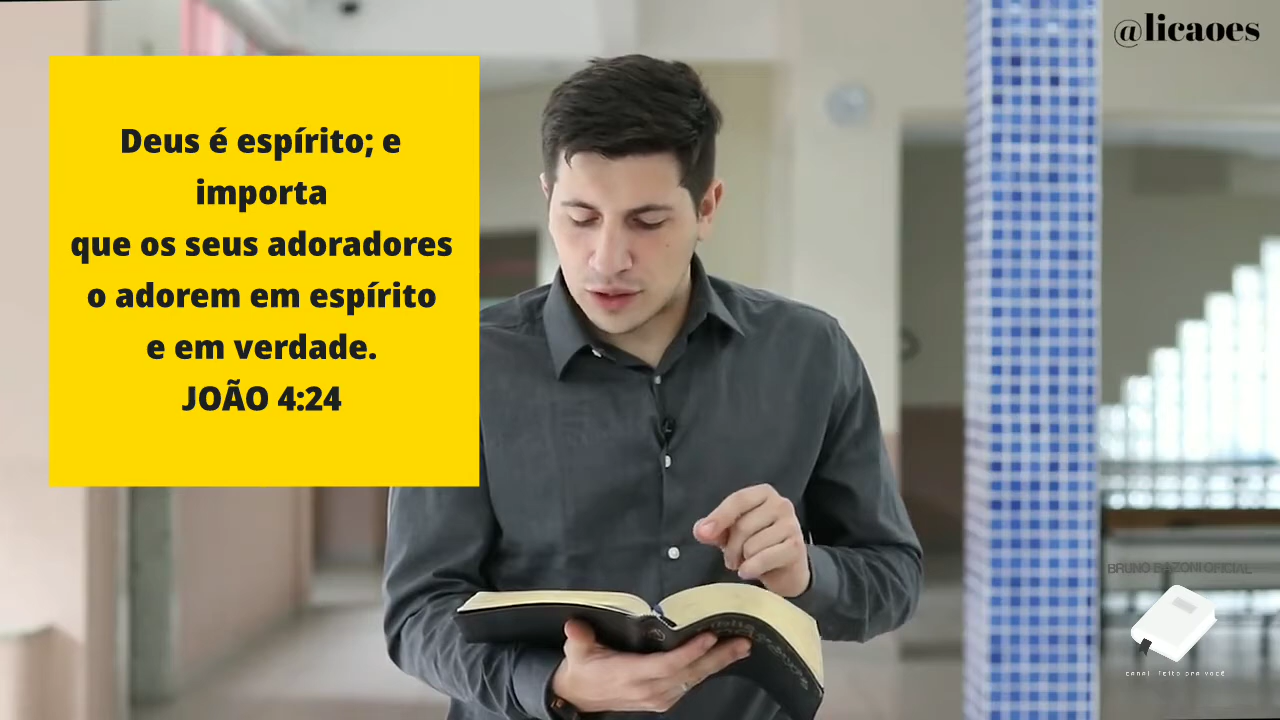 @licaoes
Deus é espírito; e
importa
que os seus adoradores
o adorem em espírito
e em verdade.
JOÃO 4:24
BRUNO BAZONI OFICIAL
canal feito pra você